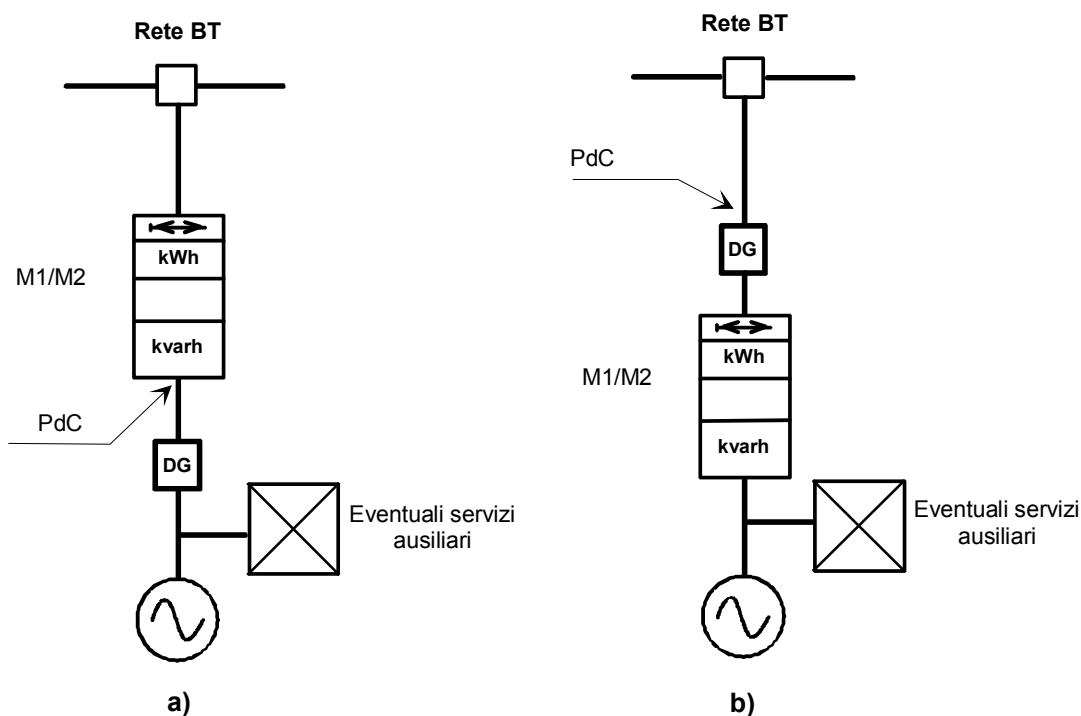 Rete BT
kWh
M1/M2
kvarh
PdC
DG
Eventuali servizi
ausiliari
a)
Rete BT
PdC
DG
kWh
M1/M2
kvarh
Eventuali servizi
ausiliari
b)